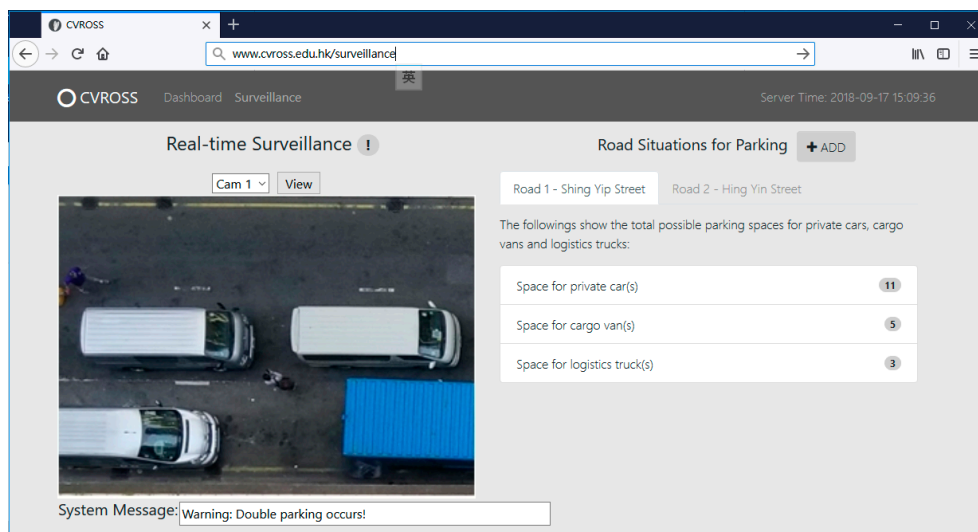 CVROSS
www.cvross.edu.hk/surveillance
英
CVROSS Dashboard Surveillance Server Time: 2018-09-17 15:09:36
Real-time Surveillance !
Cam 1 View
System Message: Warning: Double parking occurs!
Road Situations for Parking + ADD
Road 1 - Shing Yip Street Road 2 - Hing Yin Street
The followings show the total possible parking spaces for private cars, cargo
vans and logistics trucks:
Space for private car(s) 11
Space for cargo van(s) 5
Space for logistics truck(s) 3